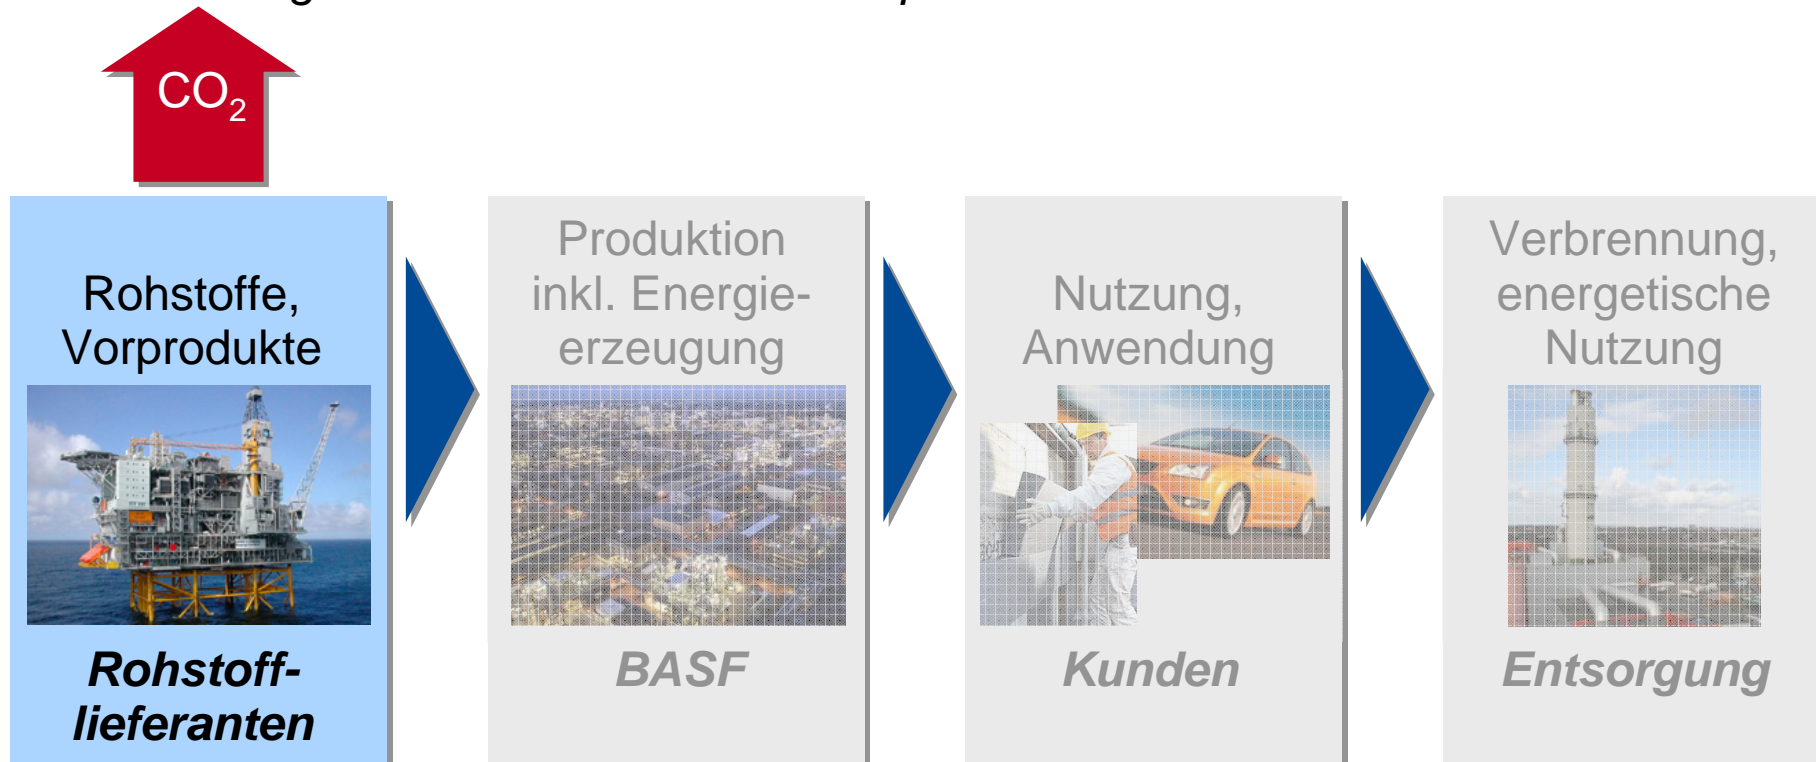 CO2
Rohstoffe,
Vorprodukte
Rohstoff-
lieferanten
Produktion
inkl. Energie-
erzeugung
BASF
Nutzung,
Anwendung
Kunden
Verbrennung,
energetische
Nutzung
Entsorgung